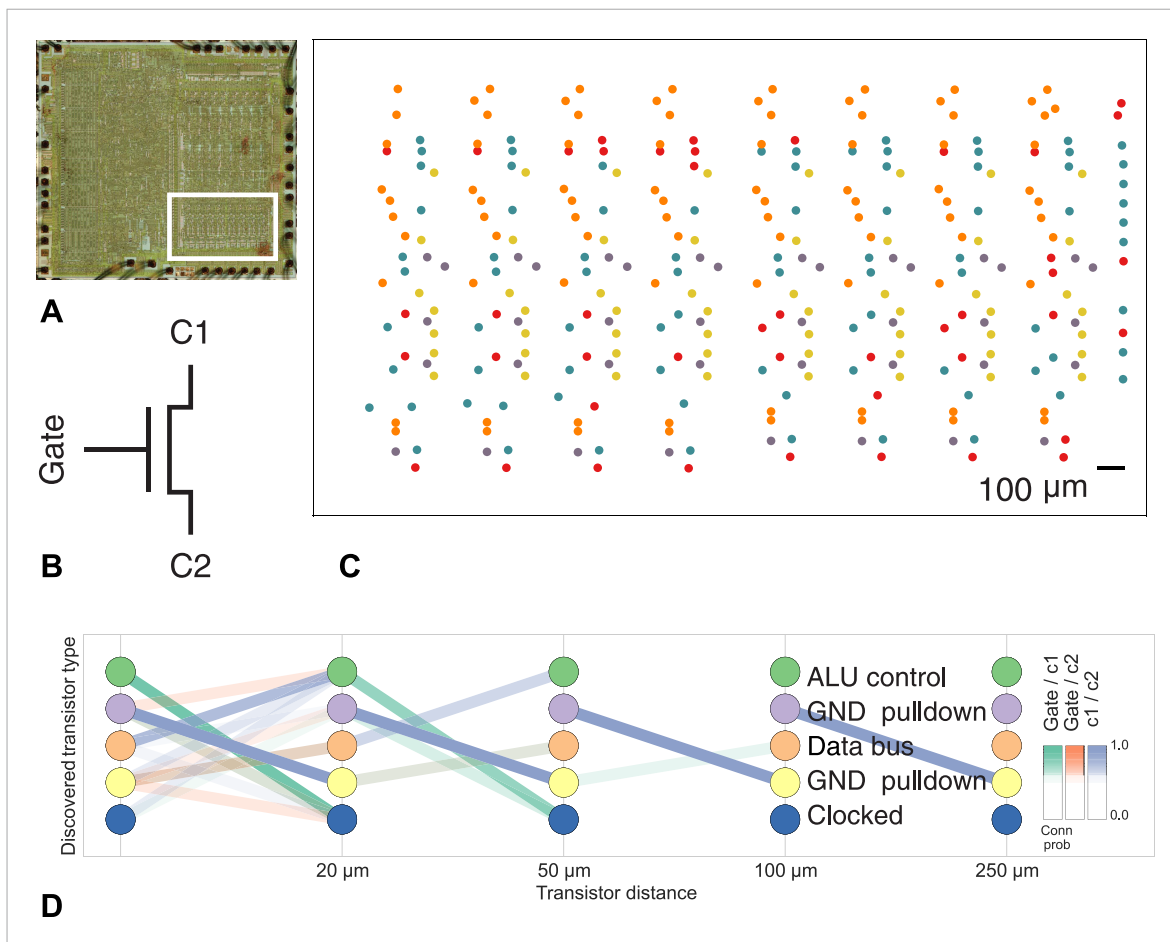 A
C1
Gate
C2
B
100 µm
C
Discovered transistor type
ALU control
GND pulldown
Data bus
GND pulldown
Clocked
Gate / c1
Gate / c2
c1 / c2
1.0
0.0
Conn
prob
20 µm
50 µm
100 µm
250 µm
Transistor distance
D